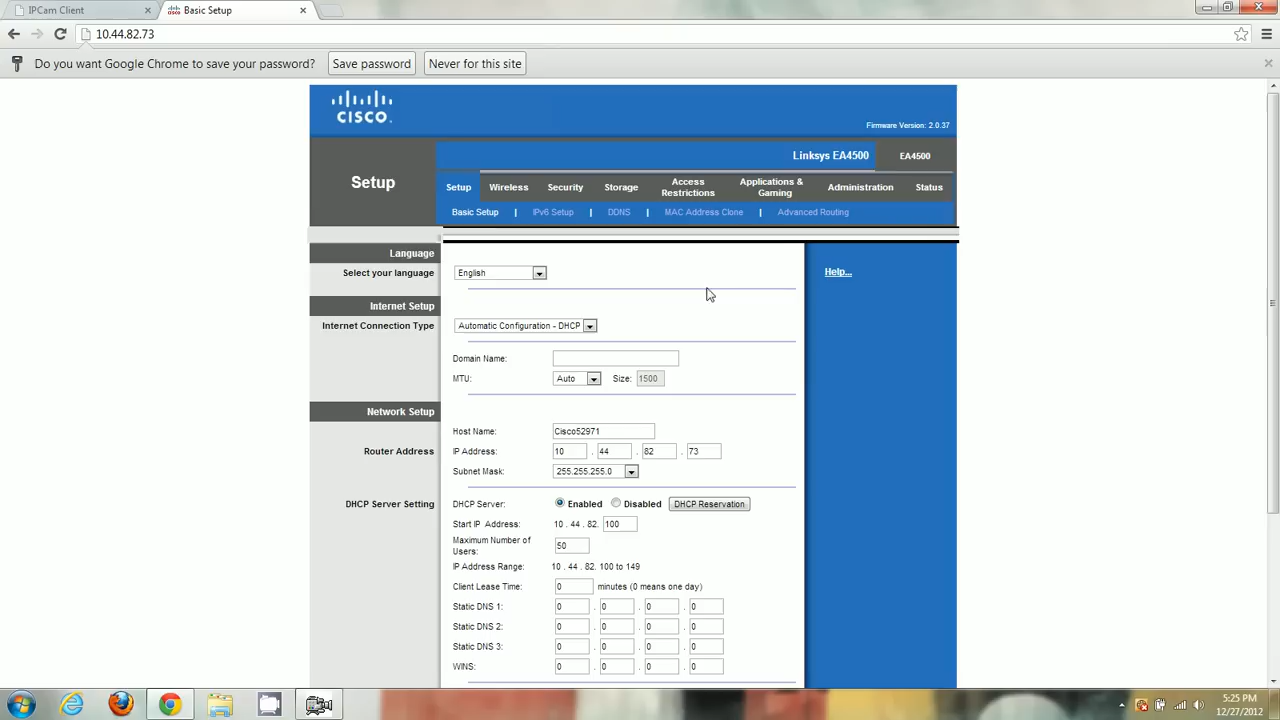 IPCam Client
Basic Setup
10.44.82.73
Do you want Google Chrome to save your password? Save password Never for this site
CISCO.
Firmware Version: 2.0.37
Linksys EA4500 EA4500
Setup
Setup Wireless Security Storage Access Restrictions Applications & Gaming Administration Status
Basic Setup | IPv6 Setup | DDNS | MAC Address Clone | Advanced Routing
Language
Select your language English
Help...
Internet Setup
Internet Connection Type Automatic Configuration - DHCP
Domain Name:
MTU: Auto Size: 1500
Network Setup
Host Name: Cisco52971
Router Address IP Address: 10 . 44 . 82 . 73
Subnet Mask: 255.255.255.0
DHCP Server Setting DHCP Server: Enabled Disabled DHCP Reservation
Start IP Address: 10 . 44 . 82. 100
Maximum Number of
Users: 50
IP Address Range: 10 . 44 . 82. 100 to 149
Client Lease Time: 0 minutes (0 means one day)
Static DNS 1: 0 . 0 . 0 . 0
Static DNS 2: 0 . 0 . 0 . 0
Static DNS 3: 0 . 0 . 0 . 0
WINS: 0 . 0 . 0 . 0
5:25 PM
12/27/2012